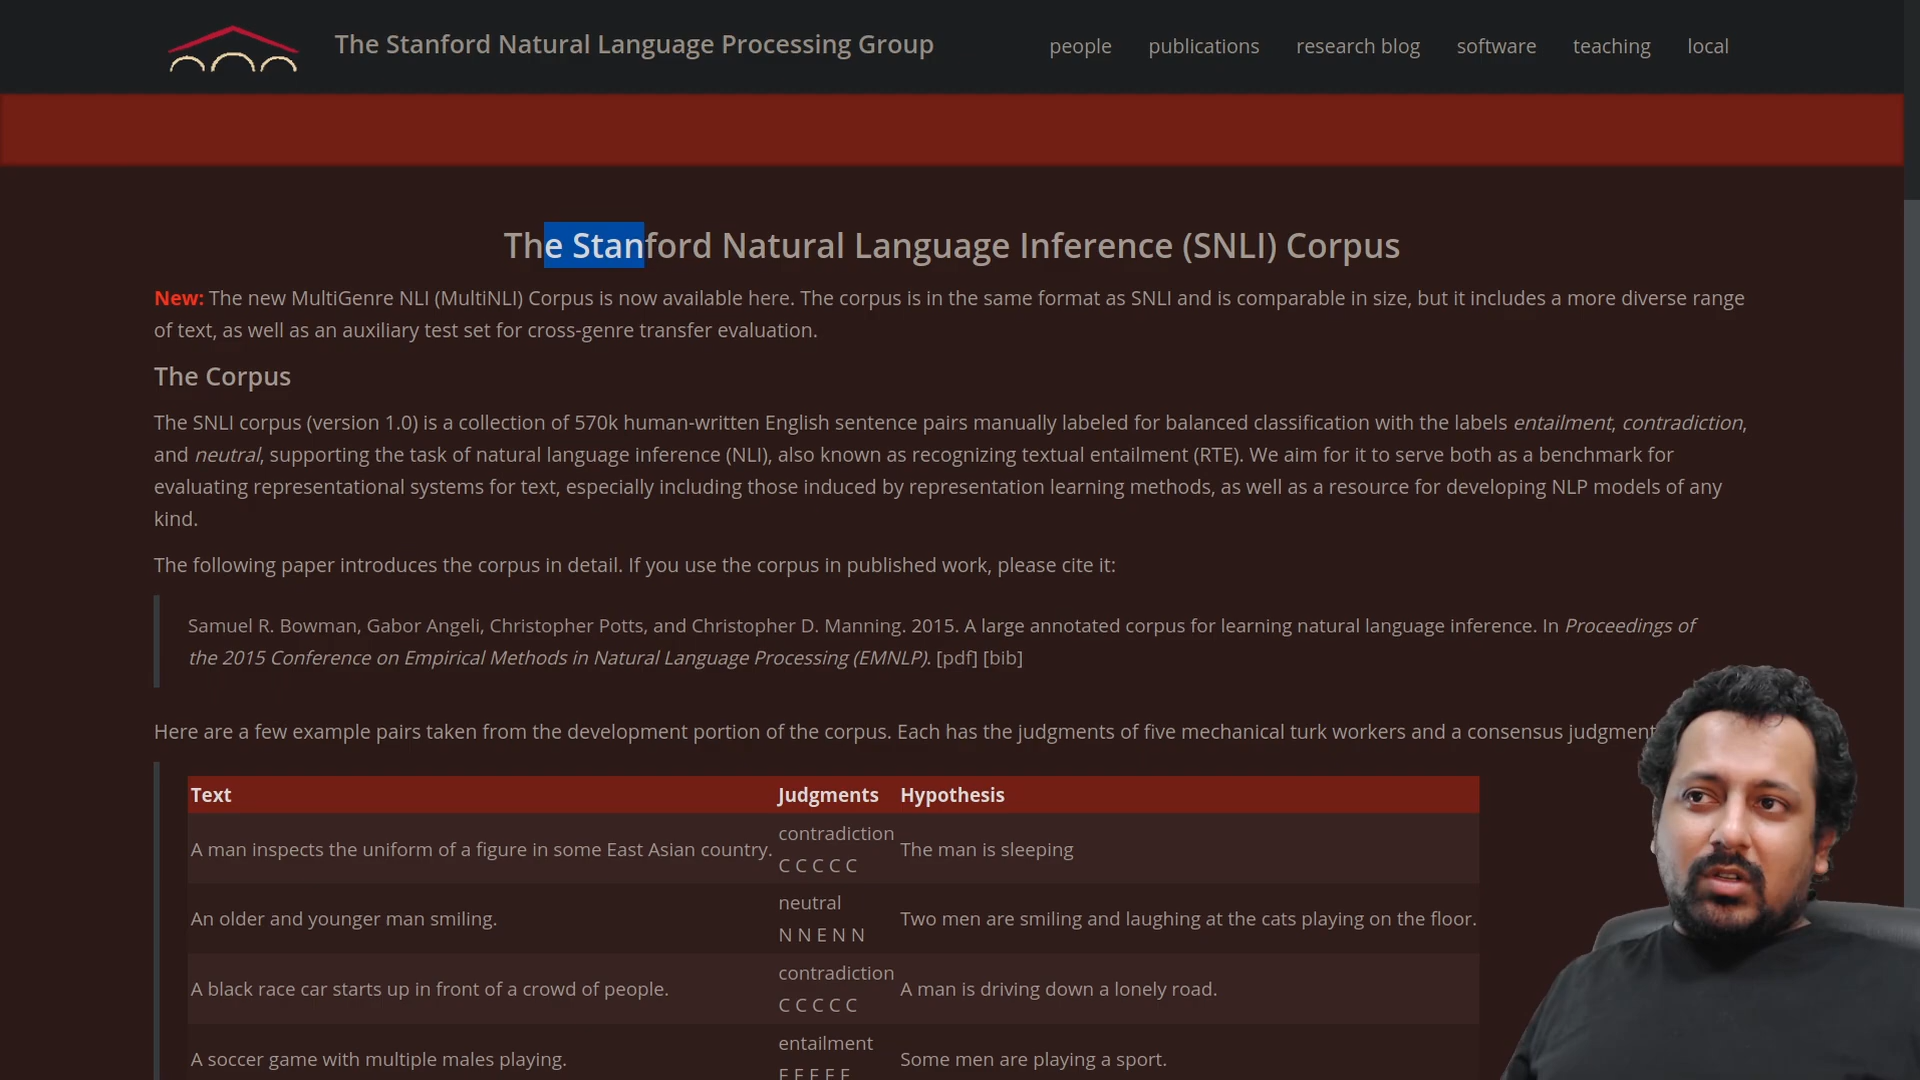 The Stanford Natural Language Processing Group
people publications research blog software teaching local
The Stanford Natural Language Inference (SNLI) Corpus
New: The new MultiGenre NLI (MultiNLI) Corpus is now available here. The corpus is in the same format as SNLI and is comparable in size, but it includes a more diverse range
of text, as well as an auxiliary test set for cross-genre transfer evaluation.
The Corpus
The SNLI corpus (version 1.0) is a collection of 570k human-written English sentence pairs manually labeled for balanced classification with the labels entailment, contradiction,
and neutral, supporting the task of natural language inference (NLI), also known as recognizing textual entailment (RTE). We aim for it to serve both as a benchmark for
evaluating representational systems for text, especially including those induced by representation learning methods, as well as a resource for developing NLP models of any
kind.
The following paper introduces the corpus in detail. If you use the corpus in published work, please cite it:
Samuel R. Bowman, Gabor Angeli, Christopher Potts, and Christopher D. Manning. 2015. A large annotated corpus for learning natural language inference. In Proceedings of
the 2015 Conference on Empirical Methods in Natural Language Processing (EMNLP). [pdf] [bib]
Here are a few example pairs taken from the development portion of the corpus. Each has the judgments of five mechanical turk workers and a consensus judgment
Text Judgments Hypothesis
A man inspects the uniform of a figure in some East Asian country. contradiction
C C C C C The man is sleeping
An older and younger man smiling. neutral
N N E N N Two men are smiling and laughing at the cats playing on the floor.
A black race car starts up in front of a crowd of people. contradiction
C C C C C A man is driving down a lonely road.
A soccer game with multiple males playing. entailment
E E E E E Some men are playing a sport.